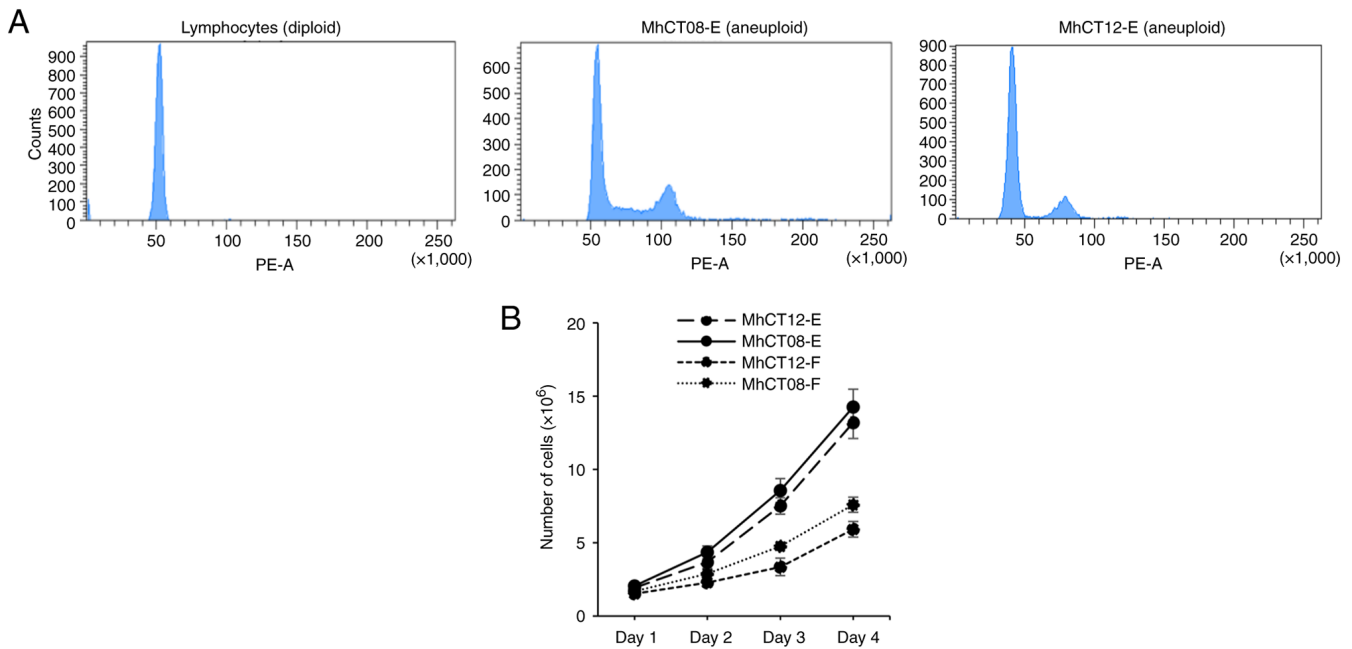 A
Lymphocytes (diploid)
Counts
900
800
700
600
500
400
300
200
100
0
50 100 150 200 250
PE-A
(×1,000)
MhCT08-E (aneuploid)
600
500
400
300
200
100
0
50 100 150 200 250
PE-A
(×1,000)
MhCT12-E (aneuploid)
900
800
700
600
500
400
300
200
100
0
50 100 150 200 250
PE-A
(×1,000)
B
MhCT12-E
MhCT08-E
MhCT12-F
MhCT08-F
Number of cells (×10⁶)
20
15
10
5
0
Day 1 Day 2 Day 3 Day 4